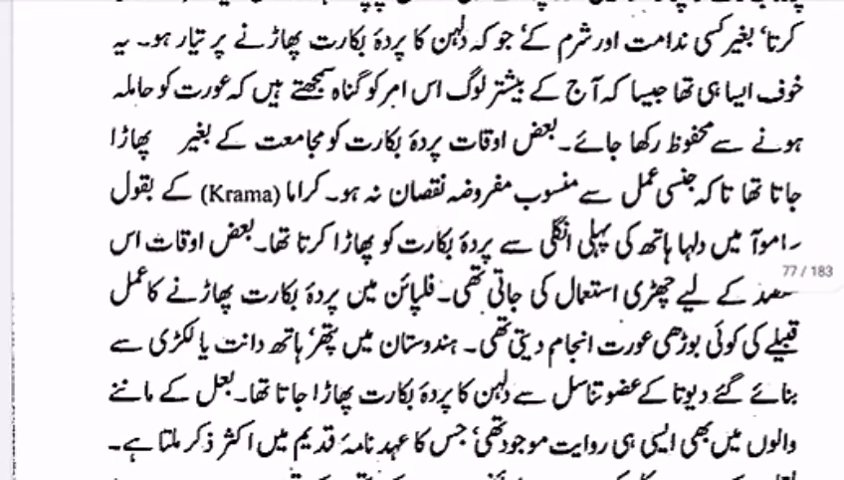 کرتا، بغیر کسی ندامت اور شرم کے، جو کہ دلہن کا پردۂ بکارت پھاڑنے پر تیار ہو۔ یہ
خوف ایسا ہی تھا جیسا کہ آج کے بیشتر لوگ اس امر کو گناہ سمجھتے ہیں کہ عورت کو حاملہ
ہونے سے محفوظ رکھا جائے۔ بعض اوقات پردۂ بکارت کو مجامعت کے بغیر پھاڑا
جاتا تھا تا کہ جنسی عمل سے منسوب مفروضہ نقصان نہ ہو۔ کراما (Krama) کے بقول
راموآ میں دلہا ہاتھ کی پہلی انگلی سے پردۂ بکارت کو پھاڑا کرتا تھا۔ بعض اوقات اس
77 / 183
کے لیے چھڑی استعمال کی جاتی تھی۔ فلپائن میں پردۂ بکارت پھاڑنے کا عمل
قبیلے کی کوئی بوڑھی عورت انجام دیتی تھی۔ ہندوستان میں پتھر، ہاتھ دانت یا لکڑی سے
بنائے گئے دیوتا کے عضو تناسل سے دلہن کا پردۂ بکارت پھاڑا جاتا تھا۔ بعل کے ماننے
والوں میں بھی ایسی ہی روایت موجود تھی، جس کا عہد نامۂ قدیم میں اکثر ذکر ملتا ہے۔